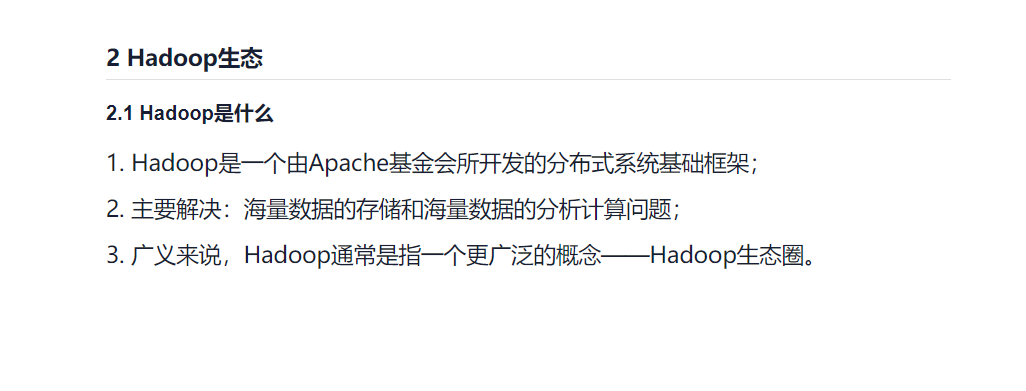 2 Hadoop生态
2.1 Hadoop是什么
1. Hadoop是一个由Apache基金会所开发的分布式系统基础框架；
2. 主要解决：海量数据的存储和海量数据的分析计算问题；
3. 广义来说，Hadoop通常是指一个更广泛的概念——Hadoop生态圈。